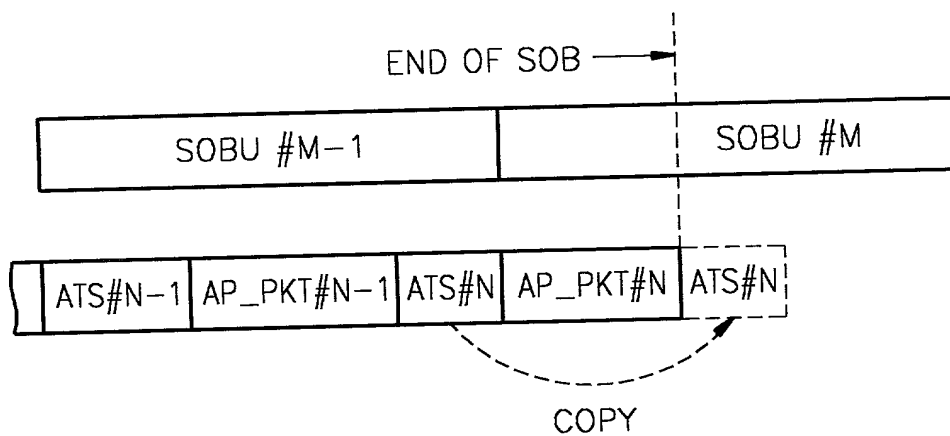 END OF SOB
SOBU #M-1 SOBU #M
ATS#N-1 AP_PKT#N-1 ATS#N AP_PKT#N ATS#N
COPY